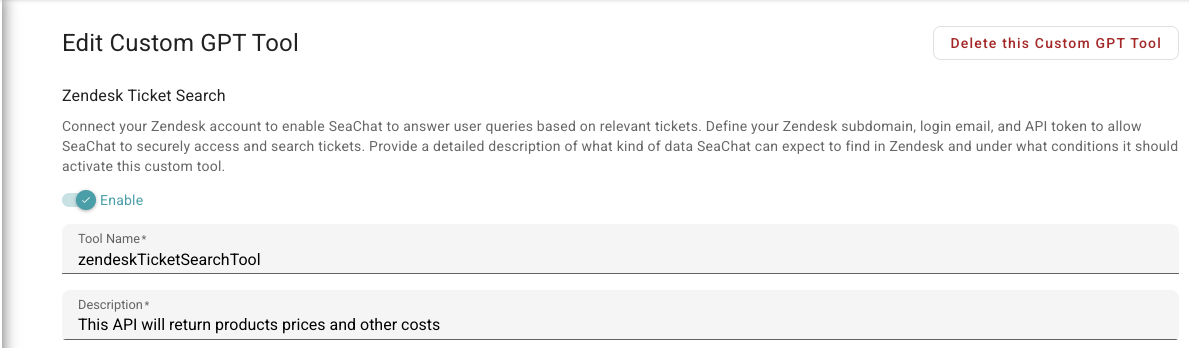 Edit Custom GPT Tool
Delete this Custom GPT Tool
Zendesk Ticket Search
Connect your Zendesk account to enable SeaChat to answer user queries based on relevant tickets. Define your Zendesk subdomain, login email, and API token to allow
SeaChat to securely access and search tickets. Provide a detailed description of what kind of data SeaChat can expect to find in Zendesk and under what conditions it should
activate this custom tool.
Enable
Tool Name*
zendeskTicketSearchTool
Description*
This API will return products prices and other costs